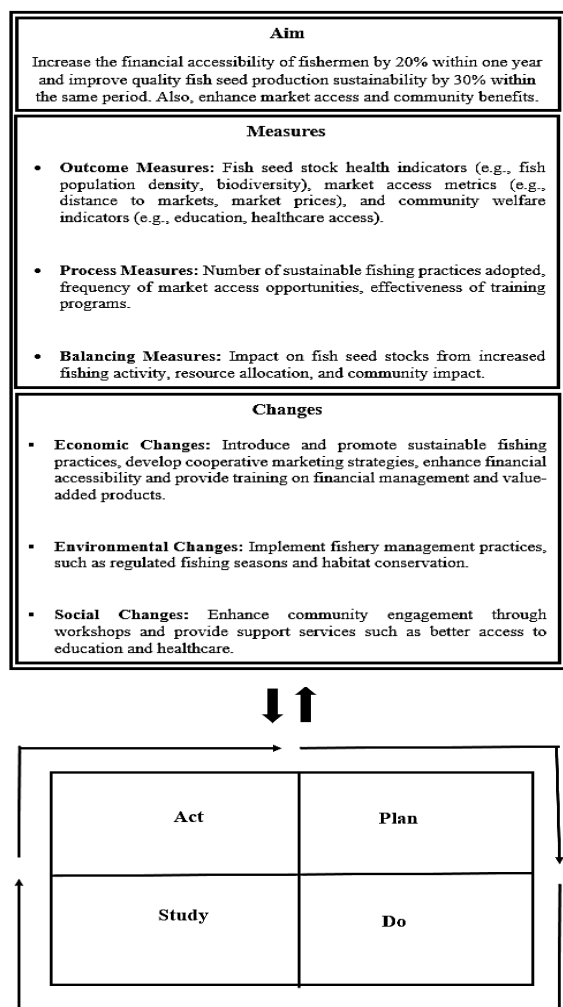 Aim
Increase the financial accessibility of fishermen by 20% within one year
and improve quality fish seed production sustainability by 30% within
the same period. Also, enhance market access and community benefits.
Measures
• Outcome Measures: Fish seed stock health indicators (e.g., fish
population density, biodiversity), market access metrics (e.g.,
distance to markets, market prices), and community welfare
indicators (e.g., education, healthcare access).
• Process Measures: Number of sustainable fishing practices adopted,
frequency of market access opportunities, effectiveness of training
programs.
• Balancing Measures: Impact on fish seed stocks from increased
fishing activity, resource allocation, and community impact.
Changes
▪ Economic Changes: Introduce and promote sustainable fishing
practices, develop cooperative marketing strategies, enhance financial
accessibility and provide training on financial management and value-
added products.
▪ Environmental Changes: Implement fishery management practices,
such as regulated fishing seasons and habitat conservation.
▪ Social Changes: Enhance community engagement through
workshops and provide support services such as better access to
education and healthcare.
Act
Plan
Study
Do